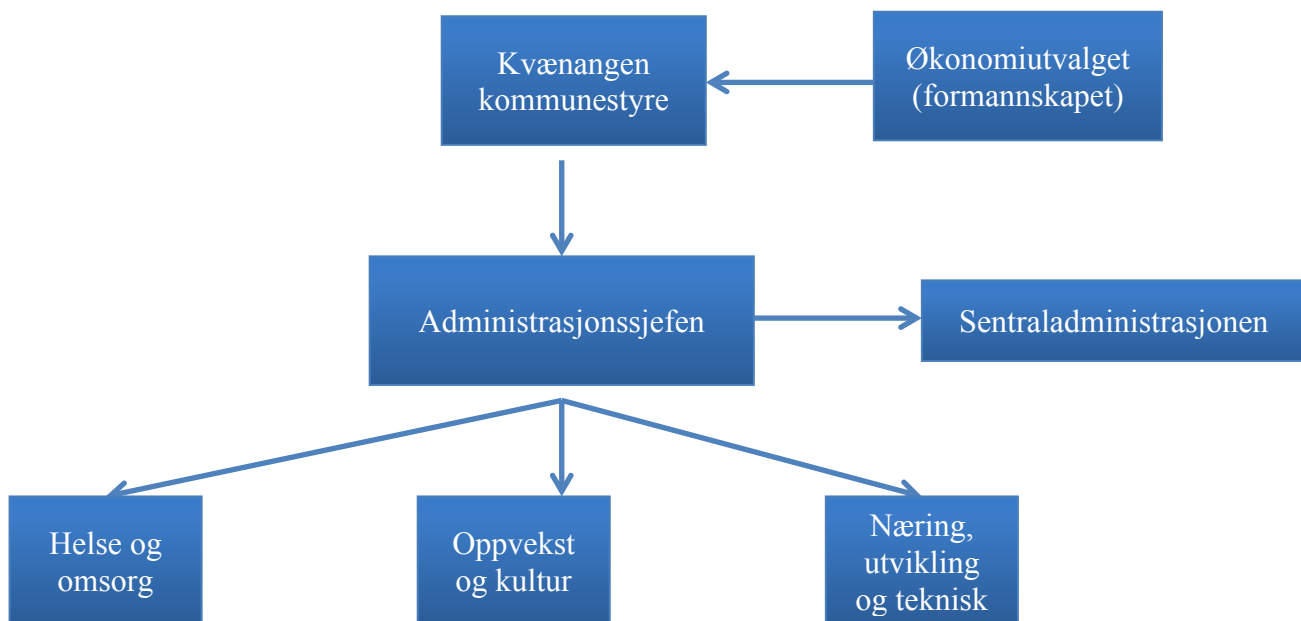 Kvænangen
kommunestyre
Økonomiutvalget
(formannskapet)
Administrasjonssjefen
Sentraladministrasjonen
Helse og
omsorg
Oppvekst
og kultur
Næring,
utvikling
og teknisk